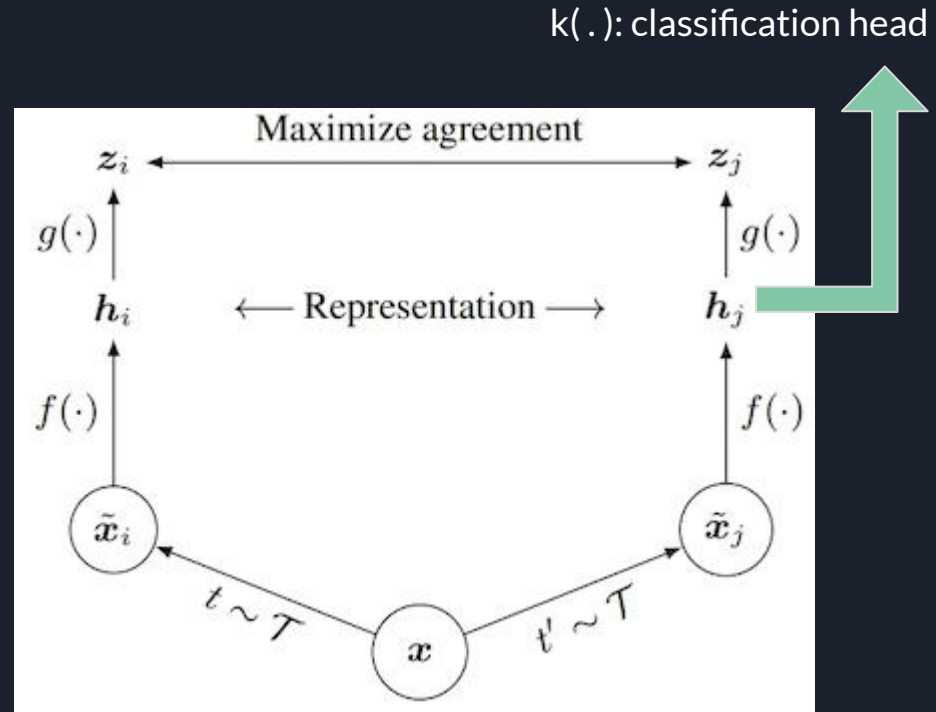 k( . ): classification head
Maximize agreement
z_i z_j
g(·) g(·)
h_i ← Representation → h_j
f(·) f(·)
x̃_i x̃_j
t ∼ 𝒯 t′ ∼ 𝒯
x